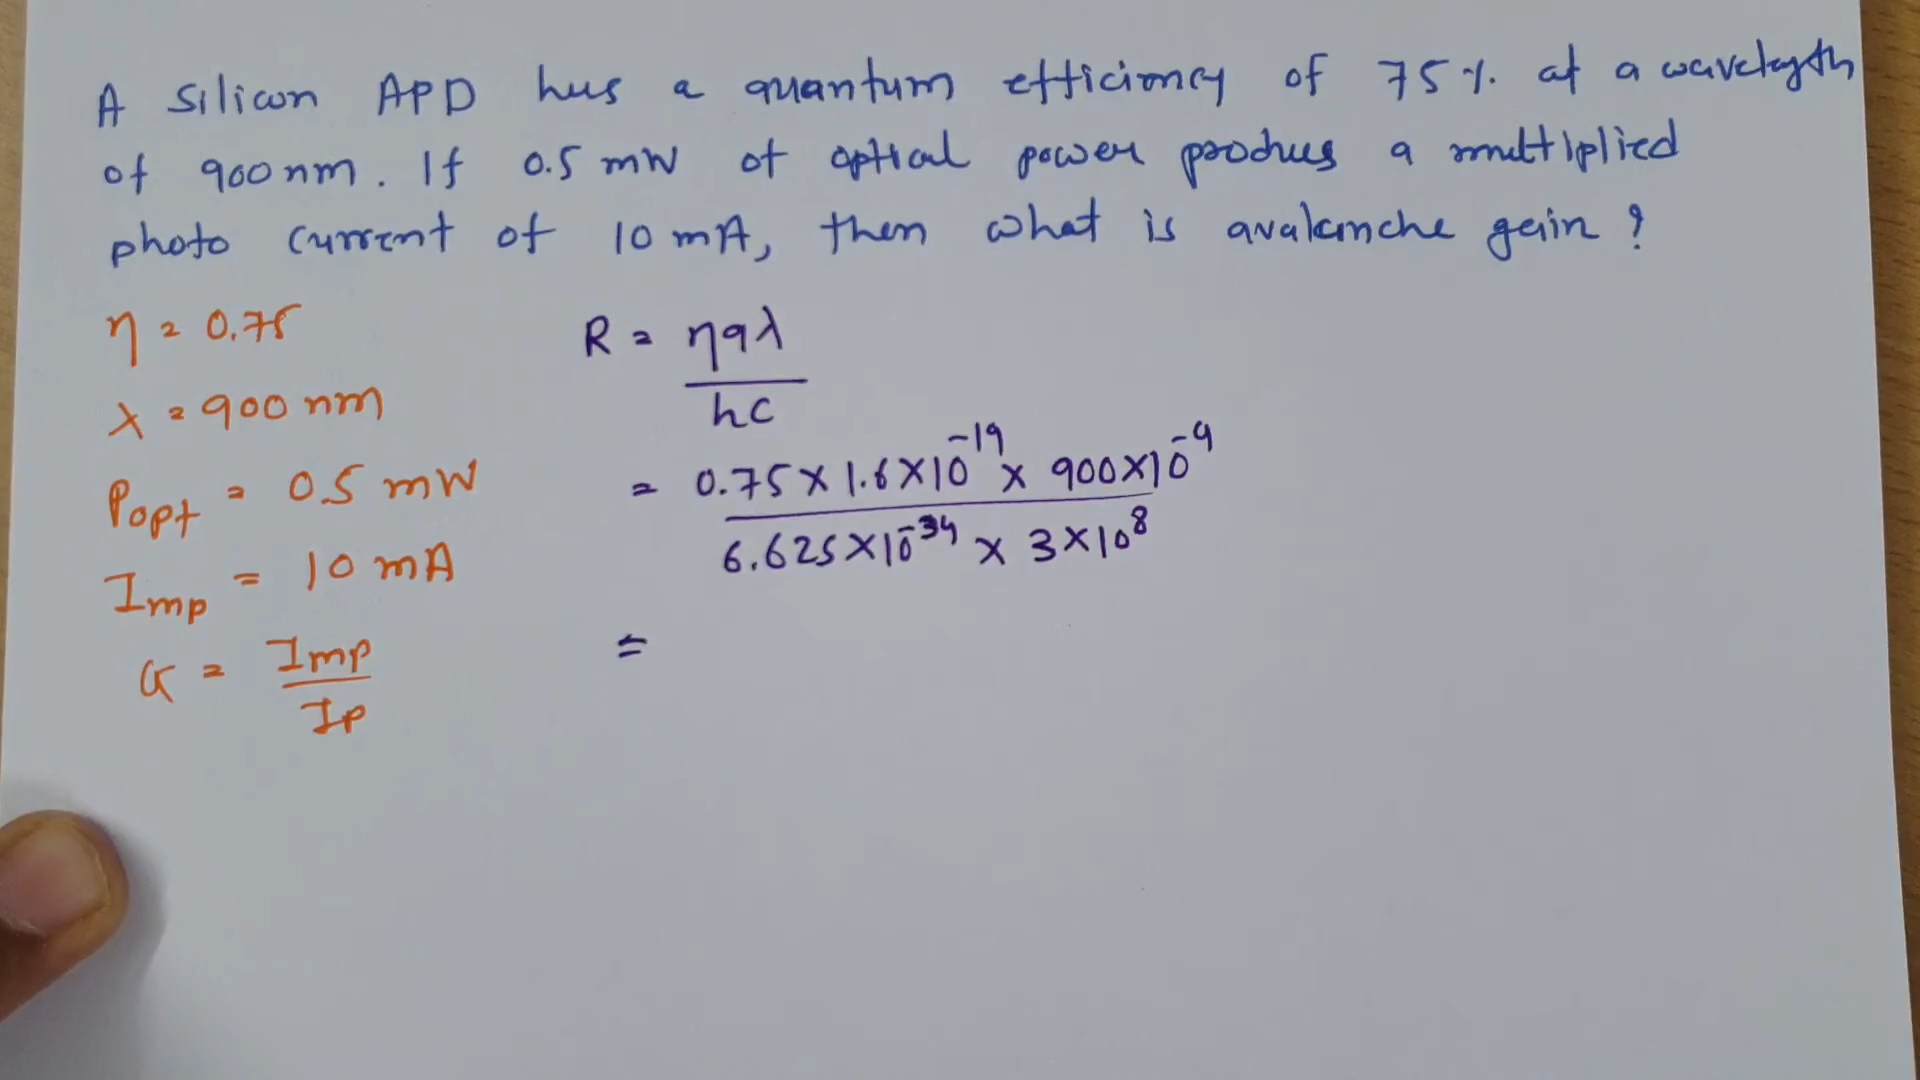 A Silicon APD has a quantum efficiency of 75% at a wavelength
of 900nm. If 0.5 mW of optical power produces a multiplied
photo current of 10 mA, then what is avalanche gain ?
η = 0.75
λ = 900 nm
Popt = 0.5 mW
Imp = 10 mA
G = Imp / Ip
R = ηqλ / hc
= 0.75 × 1.6 × 10^-19 × 900 × 10^-9 / 6.625 × 10^-34 × 3 × 10^8
=